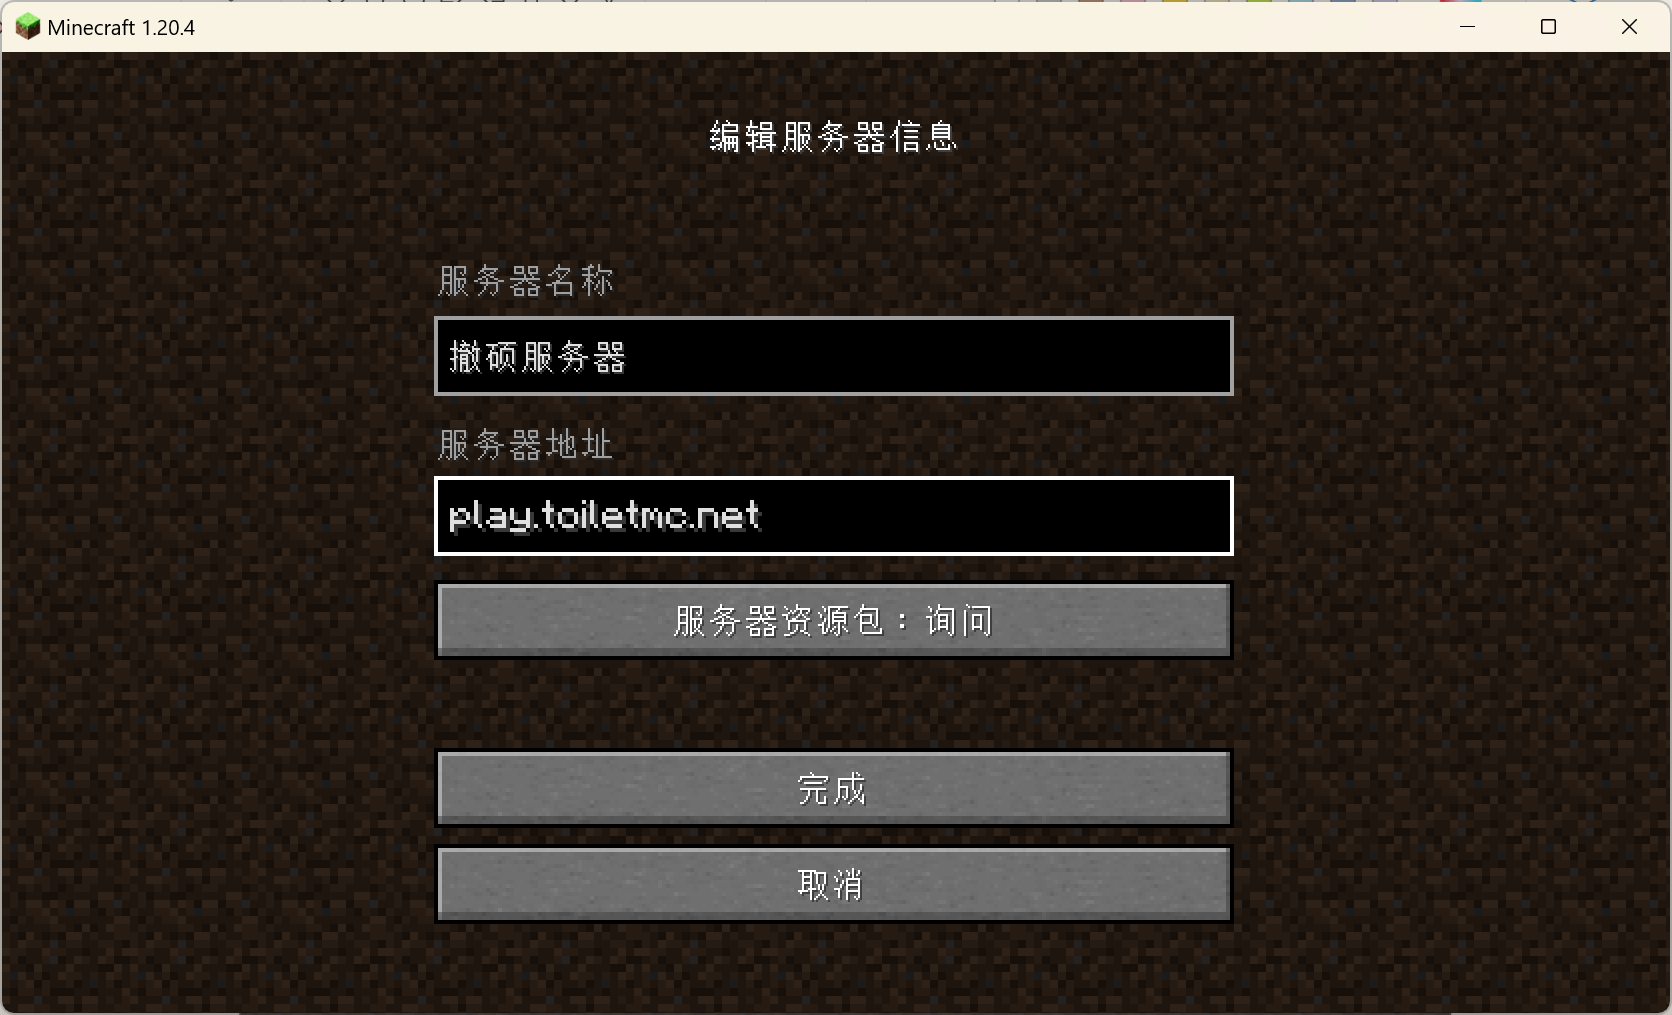 Minecraft 1.20.4
编辑服务器信息
服务器名称
撤硕服务器
服务器地址
play.toiletmc.net
服务器资源包：询问
完成
取消